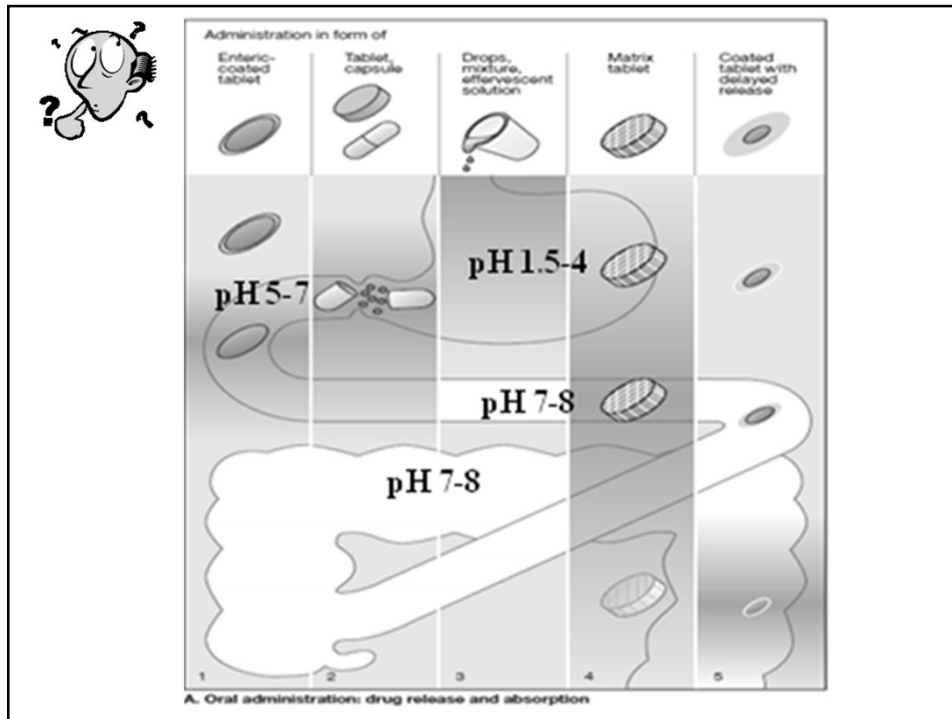 Administration in form of
Enteric-
coated
tablet
Tablet,
capsule
Drops,
mixture,
effervescent
solution
Matrix
tablet
Coated
tablet with
delayed
release
?
?
?
?
pH 1.5-4
pH 5-7
pH 7-8
pH 7-8
1
2
3
4
5
A. Oral administration: drug release and absorption